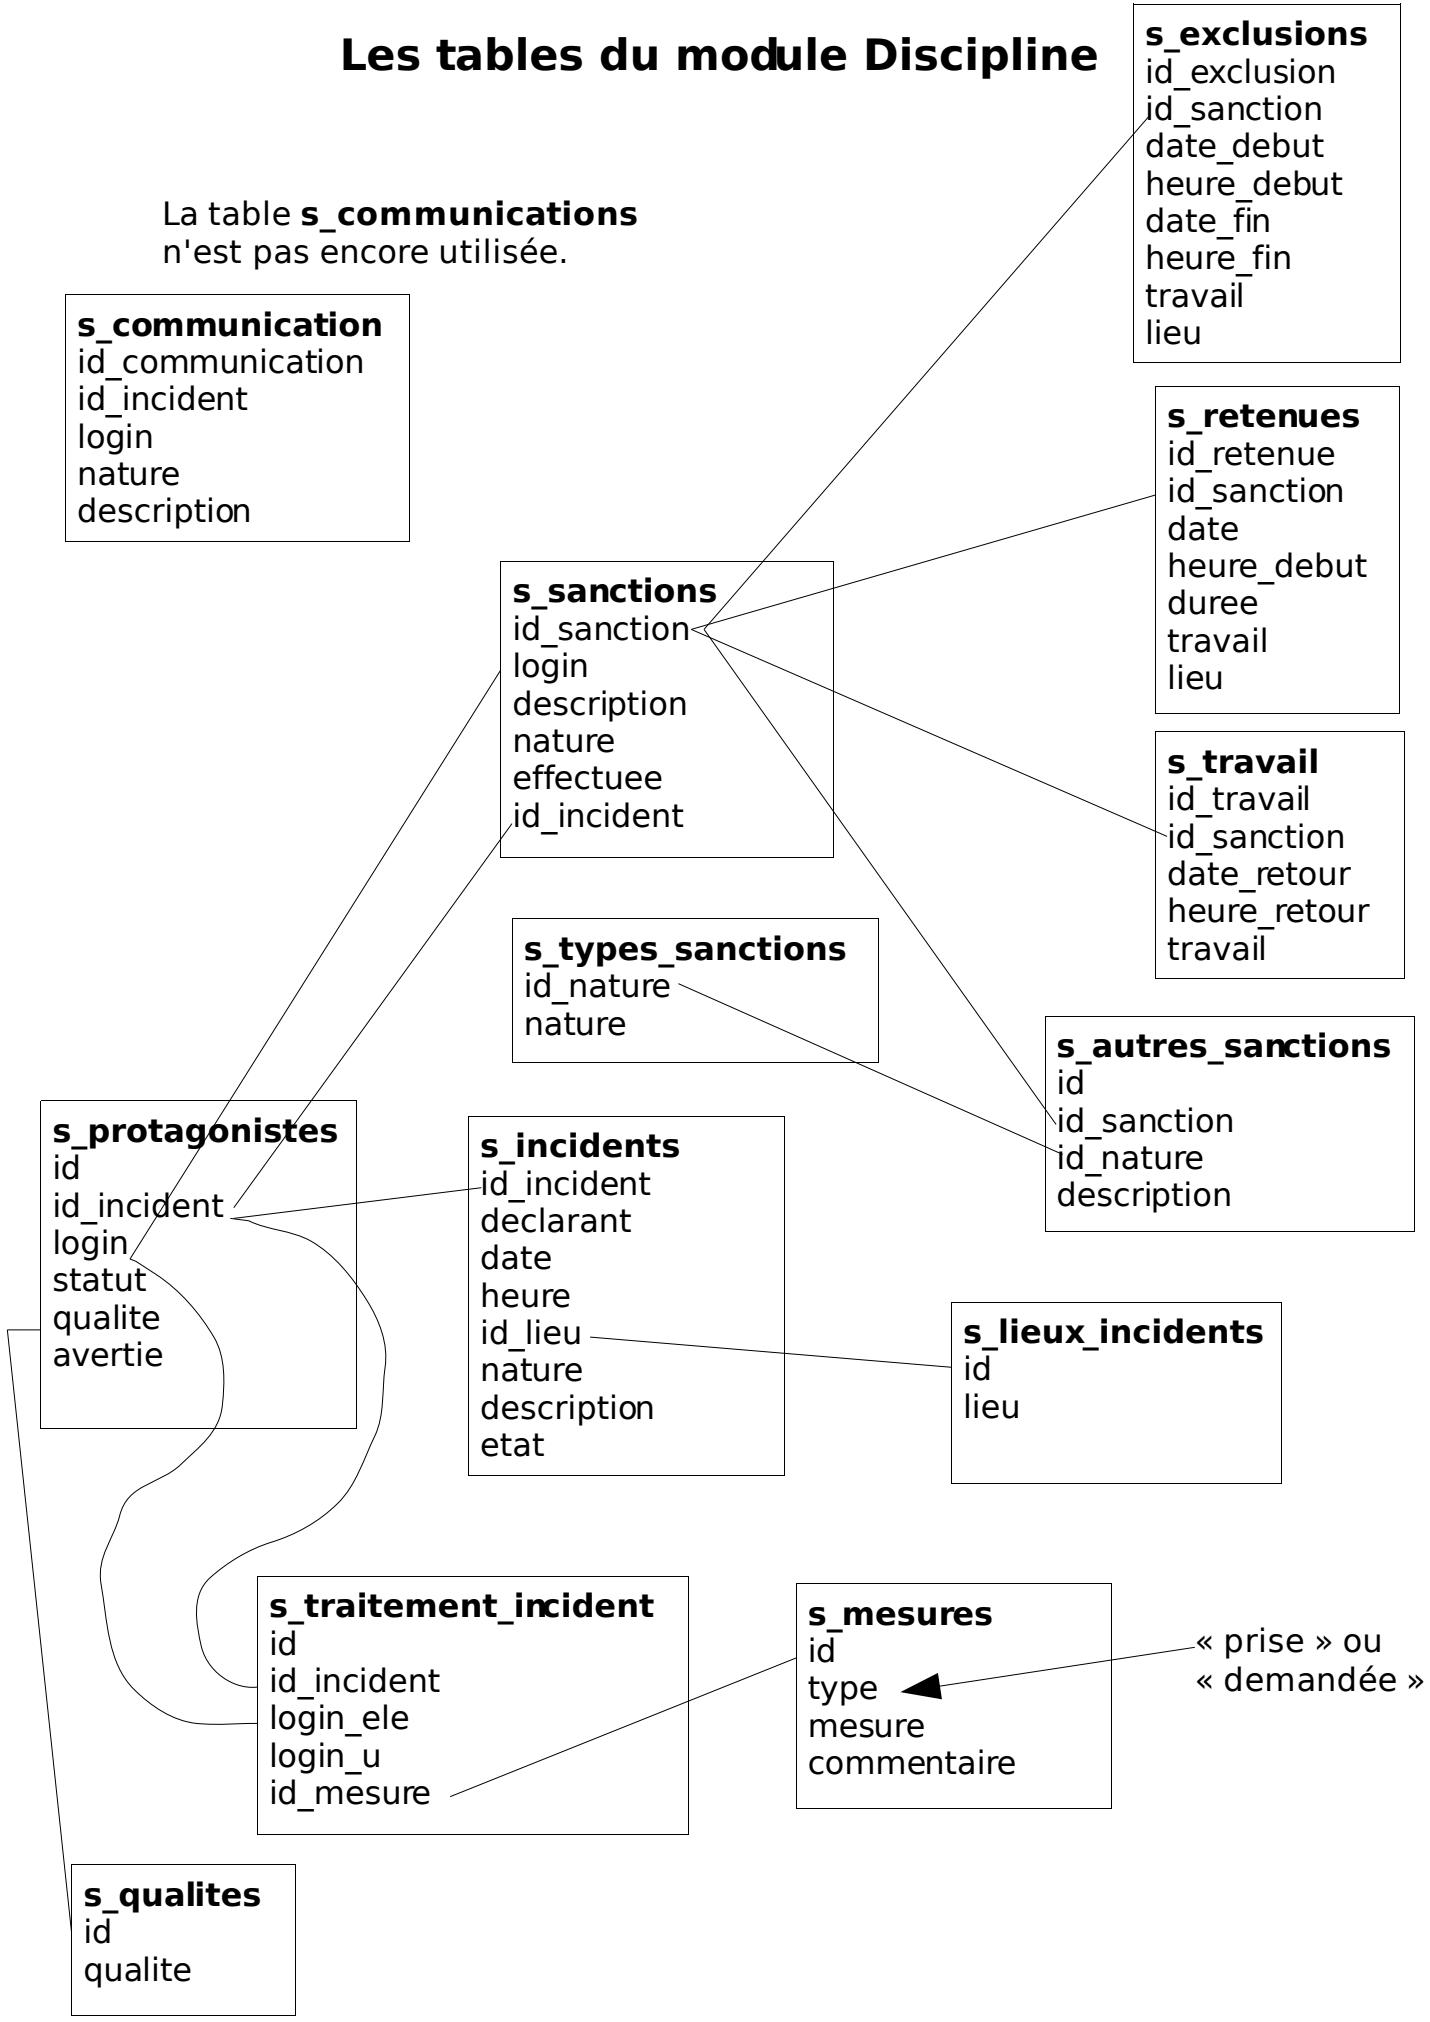 Les tables du module Discipline
s_exclusions
id_exclusion
id_sanction
date_debut
heure_debut
date_fin
heure_fin
travail
lieu
La table s_communications
n'est pas encore utilisée.
s_communication
id_communication
id_incident
login
nature
description
s_retenues
id_retenue
id_sanction
date
heure_debut
duree
travail
lieu
s_sanctions
id_sanction
login
description
nature
effectuee
id_incident
s_travail
id_travail
id_sanction
date_retour
heure_retour
travail
s_types_sanctions
id_nature
nature
s_autres_sanctions
id
id_sanction
id_nature
description
s_protagonistes
id
id_incident
login
statut
qualite
avertie
s_incidents
id_incident
declarant
date
heure
id_lieu
nature
description
etat
s_lieux_incidents
id
lieu
s_traitement_incident
id
id_incident
login_ele
login_u
id_mesure
s_mesures
id
type
mesure
commentaire
« prise » ou
« demandée »
s_qualites
id
qualite